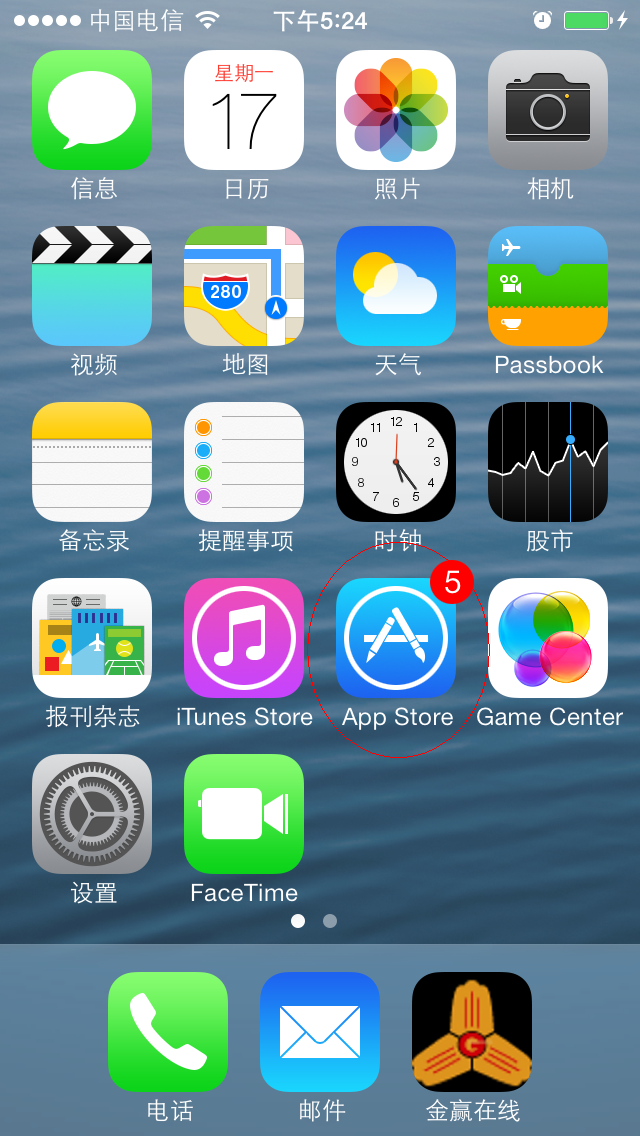 中国电信 下午5:24
星期一
17
信息 日历 照片 相机
280
视频 地图 天气 Passbook
12
11 1
10 2
9 3
8 4
7 5
6
备忘录 提醒事项 时钟 股市
5
报刊杂志 iTunes Store App Store Game Center
设置 FaceTime
G
电话 邮件 金赢在线